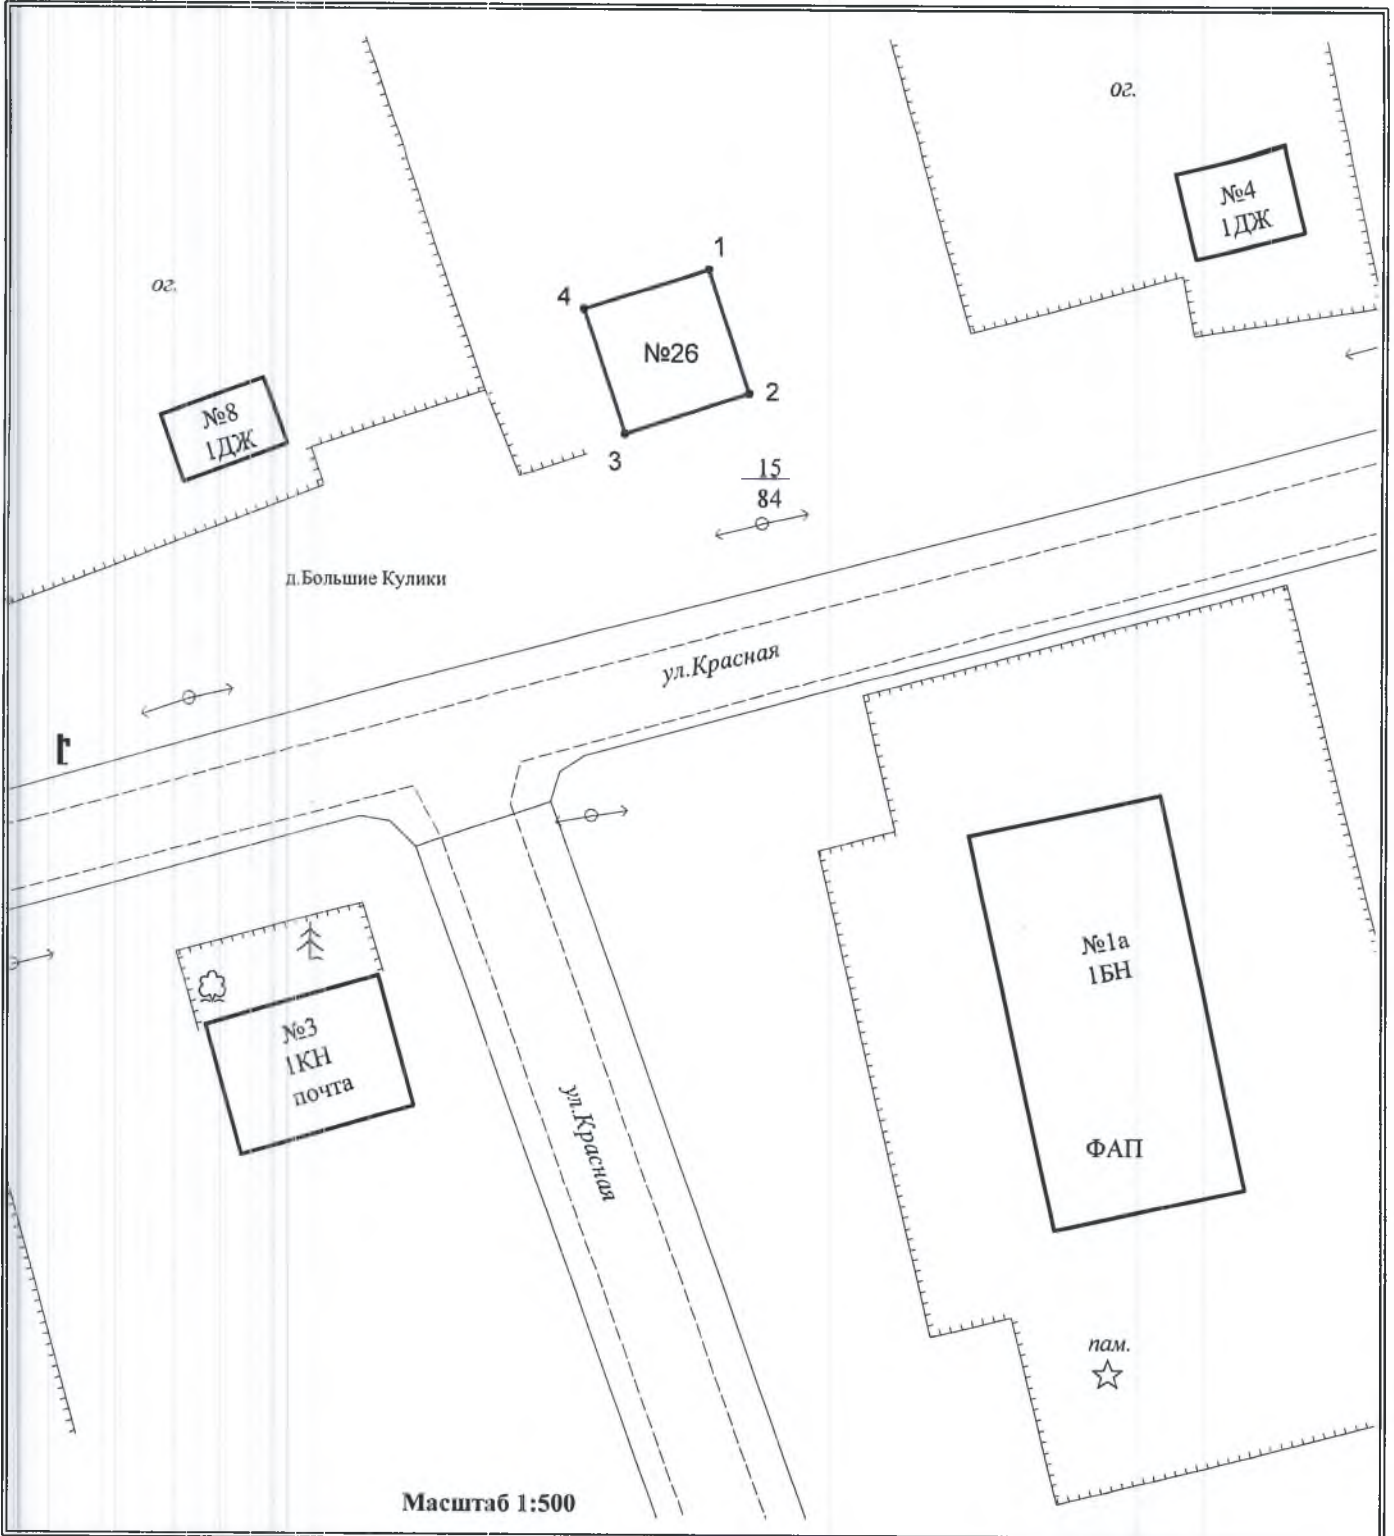 ог.
№4
1ДЖ
1
ог.
4
№26
2
№8
1ДЖ
3
15
84
д.Большие Кулики
ул.Красная
№1а
1БН
№3
1КН
почта
ул.Красная
ФАП
пам.
Масштаб 1:500